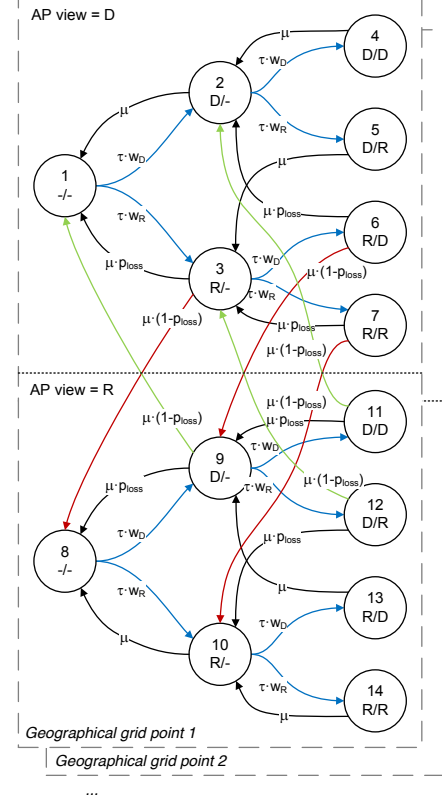 AP view = D
4
D/D
μ
τ·w_D
2
D/-
τ·w_R
5
D/R
μ
μ
1
-/-
τ·w_D
τ·w_R
μ·p_loss
6
R/D
μ·p_loss
3
R/-
τ·w_D
μ·(1-p_loss)
τ·w_R
7
R/R
μ·p_loss
μ·(1-p_loss)
μ·(1-p_loss)
AP view = R
μ·(1-p_loss)
11
D/D
μ·(1-p_loss)
μ·p_loss
9
D/-
τ·w_D
τ·w_R
μ·(1-p_loss)
12
D/R
μ·p_loss
μ·p_loss
8
-/-
τ·w_D
τ·w_R
μ
μ
13
R/D
10
R/-
τ·w_D
τ·w_R
14
R/R
μ
Geographical grid point 1
Geographical grid point 2
...